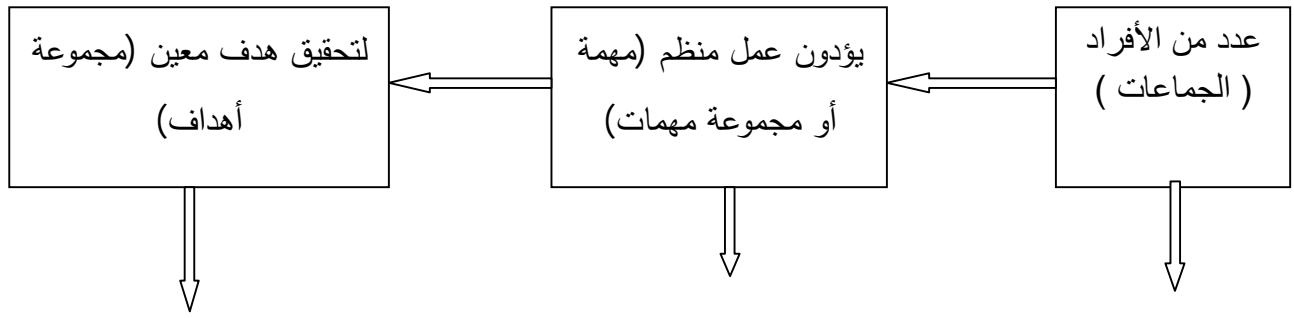 عدد من الأفراد
( الجماعات )
يؤدون عمل منظم (مهمة
أو مجموعة مهمات)
لتحقيق هدف معين (مجموعة
أهداف)